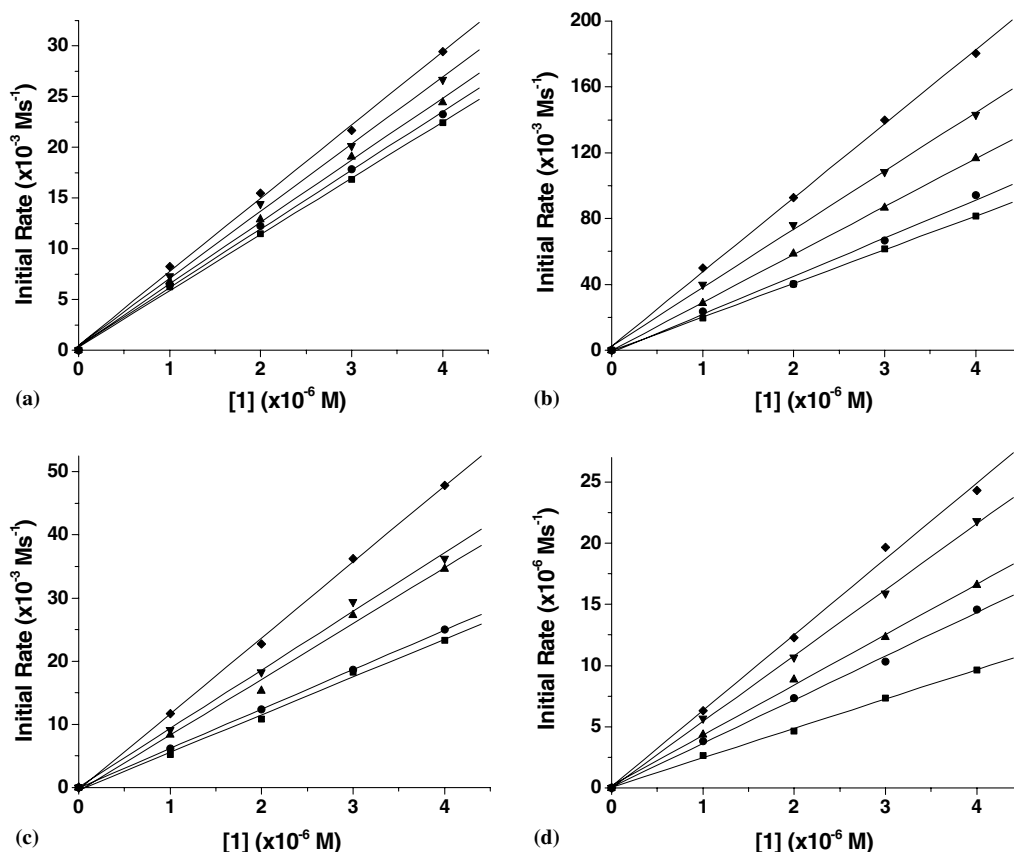 30
25
20
15
10
5
0
Initial Rate (x10⁻³ Ms⁻¹)
0 1 2 3 4
[1] (x10⁻⁶ M)
(a)
200
160
120
80
40
0
Initial Rate (x10⁻³ Ms⁻¹)
0 1 2 3 4
[1] (x10⁻⁶ M)
(b)
50
40
30
20
10
0
Initial Rate (x10⁻³ Ms⁻¹)
0 1 2 3 4
[1] (x10⁻⁶ M)
(c)
25
20
15
10
5
0
Initial Rate (x10⁻⁶ Ms⁻¹)
0 1 2 3 4
[1] (x10⁻⁶ M)
(d)